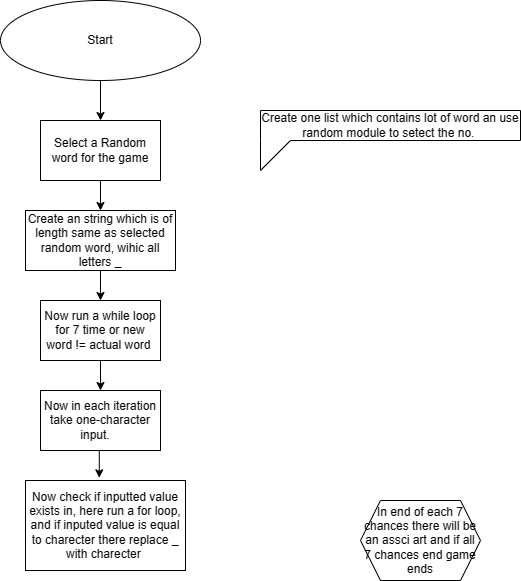 Start
Select a Random
word for the game
Create one list which contains lot of word an use
random module to setect the no.
Create an string which is of
length same as selected
random word, wihic all
letters _
Now run a while loop
for 7 time or new
word != actual word
Now in each iteration
take one-character
input.
Now check if inputted value
exists in, here run a for loop,
and if inputed value is equal
to charecter there replace _
with charecter
In end of each 7
chances there will be
an assci art and if all
7 chances end game
ends